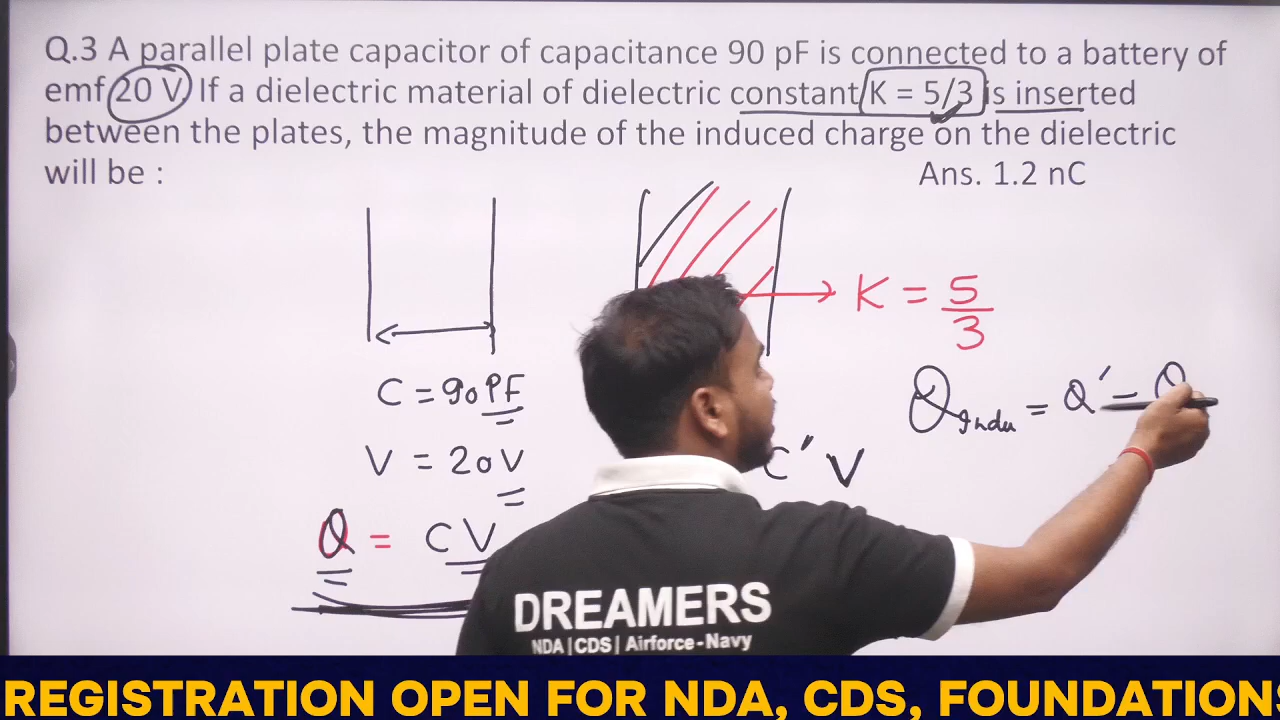 Q.3 A parallel plate capacitor of capacitance 90 pF is connected to a battery of
emf 20 V. If a dielectric material of dielectric constant K = 5/3 is inserted
between the plates, the magnitude of the induced charge on the dielectric
will be :
Ans. 1.2 nC
K = 5/3
C = 90 PF
V = 20V
Q = CV
C' V
Q Indu = Q' - Q
DREAMERS
NDA | CDS | Airforce-Navy
REGISTRATION OPEN FOR NDA, CDS, FOUNDATIONS